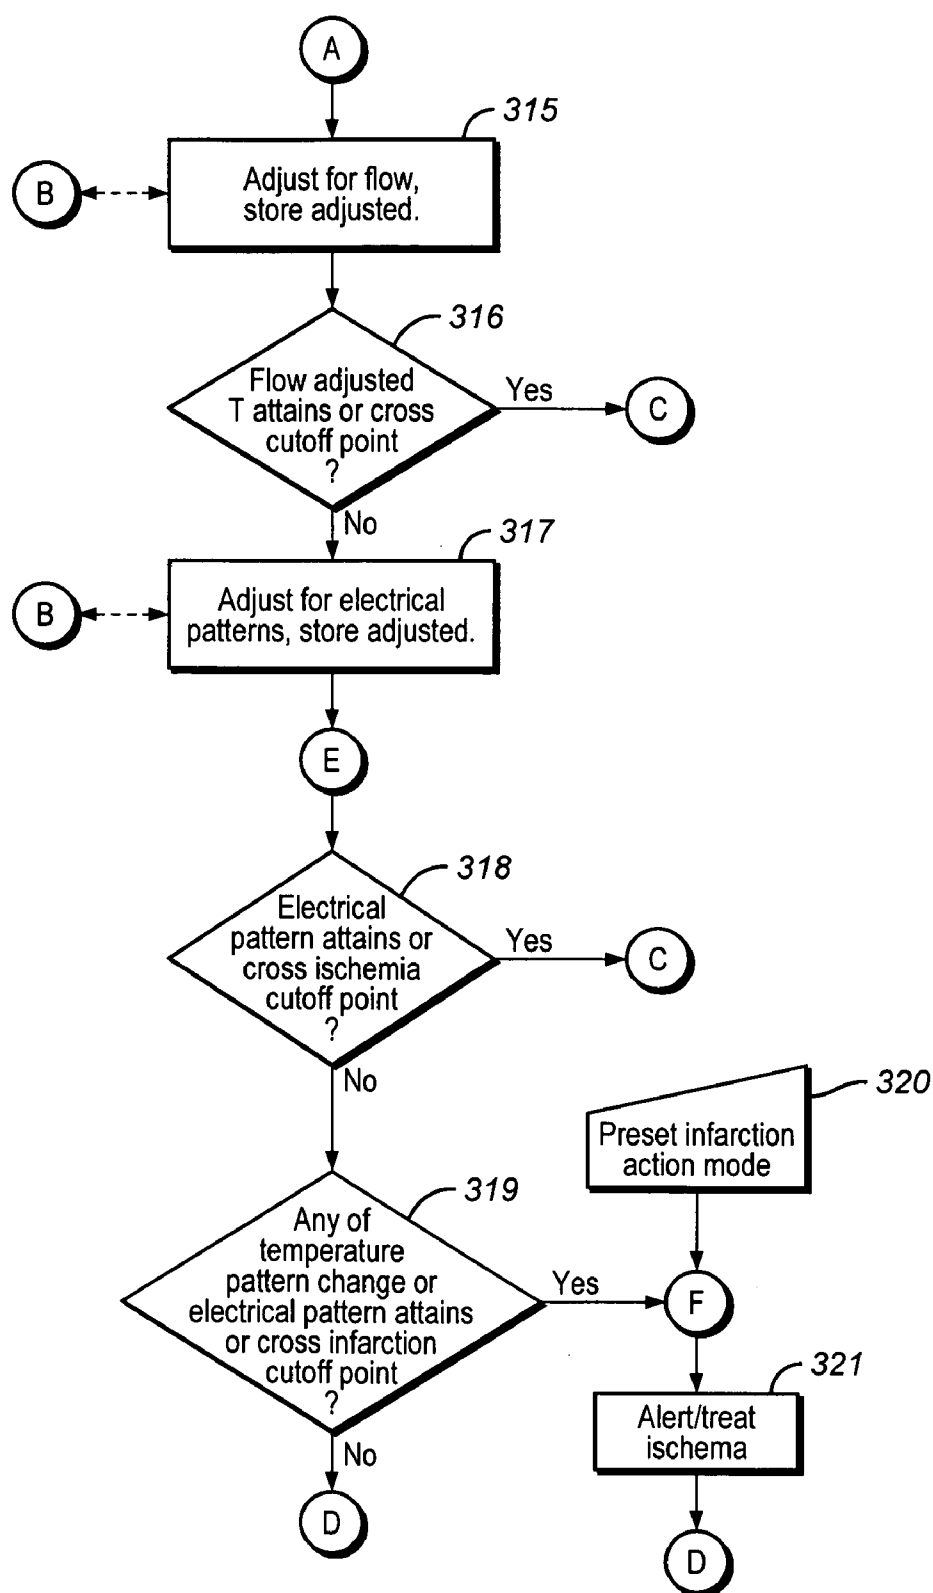 A
315
B
Adjust for flow,
store adjusted.
316
Flow adjusted
T attains or cross
cutoff point
?
Yes
C
No
317
B
Adjust for electrical
patterns, store adjusted.
E
318
Electrical
pattern attains or
cross ischemia
cutoff point
?
Yes
C
No
320
Preset infarction
action mode
319
Any of
temperature
pattern change or
electrical pattern attains
or cross infarction
cutoff point
?
Yes
F
321
Alert/treat
ischema
No
D
D